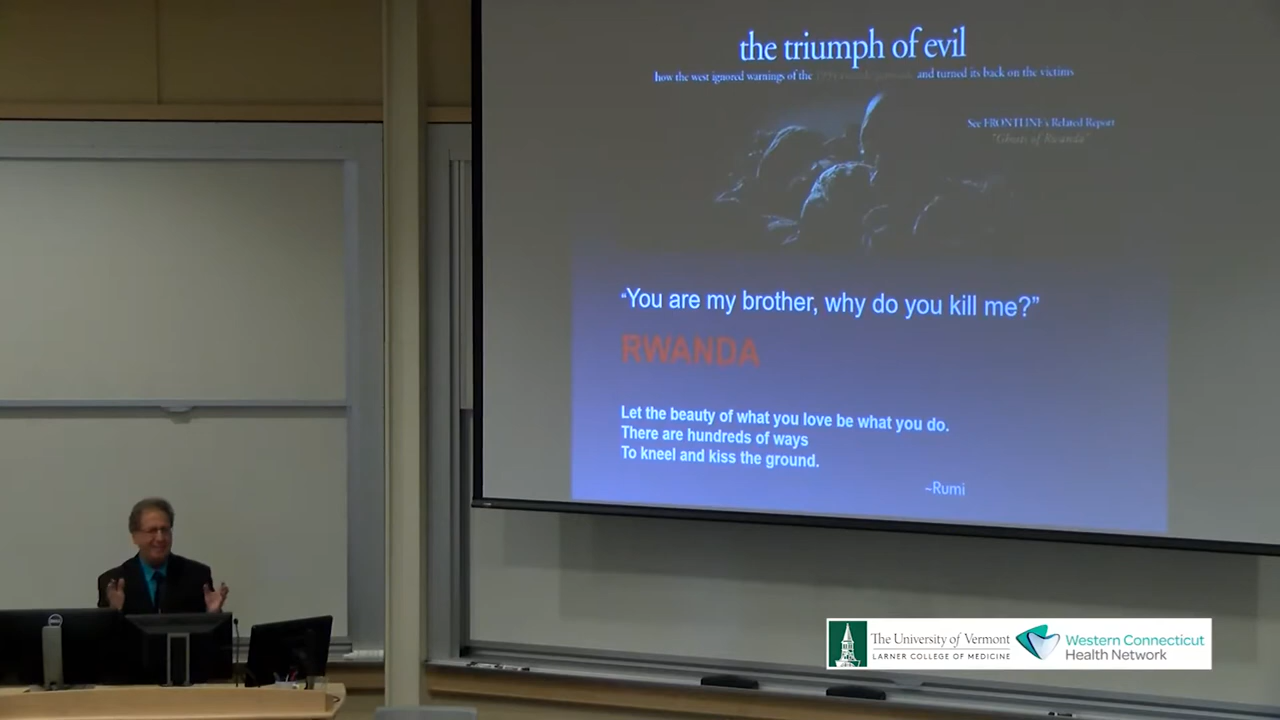 the triumph of evil
how the west ignored warnings of the 1994 and turned its back on the victims
See FRONTLINE's Related Report
"Ghosts of Rwanda"
“You are my brother, why do you kill me?”
RWANDA
Let the beauty of what you love be what you do.
There are hundreds of ways
To kneel and kiss the ground.
~Rumi
The University of Vermont
LARNER COLLEGE OF MEDICINE
Western Connecticut
Health Network
DELL